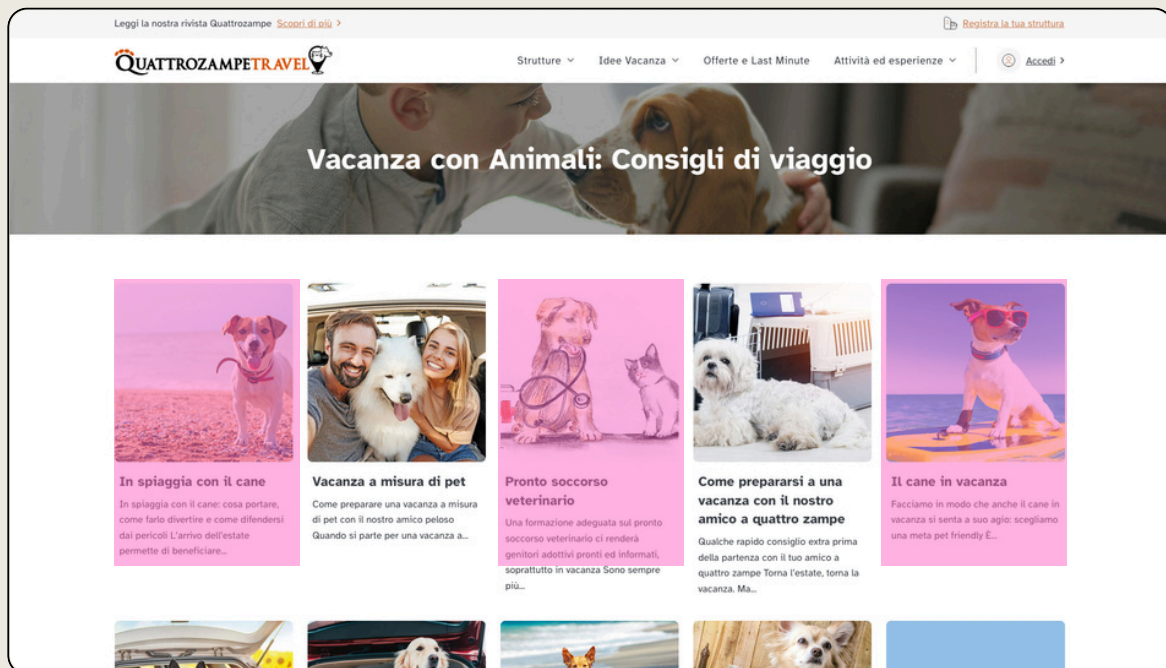 Leggi la nostra rivista Quattrozampe Scopri di più >
Registra la tua struttura
QUATTROZAMPETRAVEL
Strutture Idee Vacanza Offerte e Last Minute Attività ed esperienze Accedi >
Vacanza con Animali: Consigli di viaggio
In spiaggia con il cane
In spiaggia con il cane: cosa portare,
come farlo divertire e come difendersi
dai pericoli L'arrivo dell'estate
permette di beneficiare...
Vacanza a misura di pet
Come preparare una vacanza a misura
di pet con il nostro amico peloso
Quando si parte per una vacanza a...
Pronto soccorso
veterinario
Una formazione adeguata sul pronto
soccorso veterinario ci renderà
genitori adottivi pronti ed informati,
soprattutto in vacanza Sono sempre
più...
Come prepararsi a una
vacanza con il nostro
amico a quattro zampe
Qualche rapido consiglio extra prima
della partenza con il tuo amico a
quattro zampe Torna l'estate, torna la
vacanza. Ma...
Il cane in vacanza
Facciamo in modo che anche il cane in
vacanza si senta a suo agio: scegliamo
una meta pet friendly È...